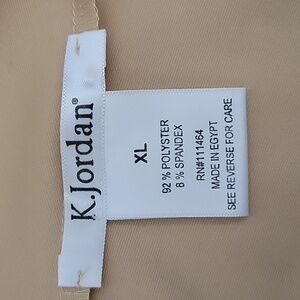 K.Jordan®
XL
92 % POLYSTER
8 % SPANDEX
RN#111464
MADE IN EGYPT
SEE REVERSE FOR CARE